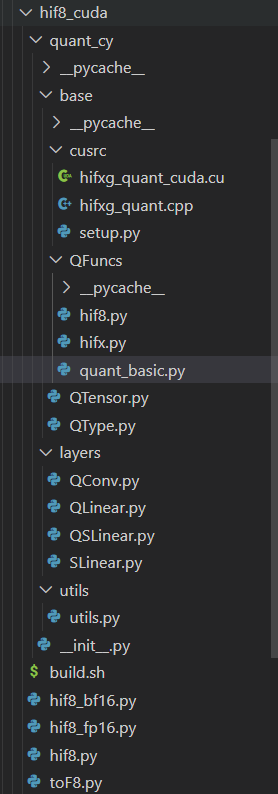 hif8_cuda
quant_cy
__pycache__
base
__pycache__
cusrc
hifxg_quant_cuda.cu
hifxg_quant.cpp
setup.py
QFuncs
__pycache__
hif8.py
hifx.py
quant_basic.py
QTensor.py
QType.py
layers
QConv.py
QLinear.py
QSLinear.py
SLinear.py
utils
utils.py
__init__.py
build.sh
hif8_bf16.py
hif8_fp16.py
hif8.py
toF8.py